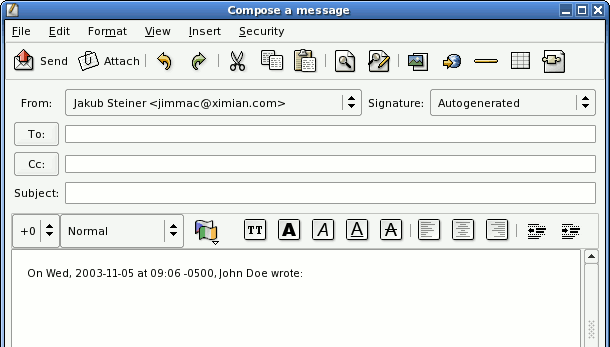 Compose a message
File Edit Format View Insert Security
Send Attach
From: Jakub Steiner <jimmac@ximian.com> Signature: Autogenerated
To:
Cc:
Subject:
+0 Normal TT A A A A
On Wed, 2003-11-05 at 09:06 -0500, John Doe wrote: